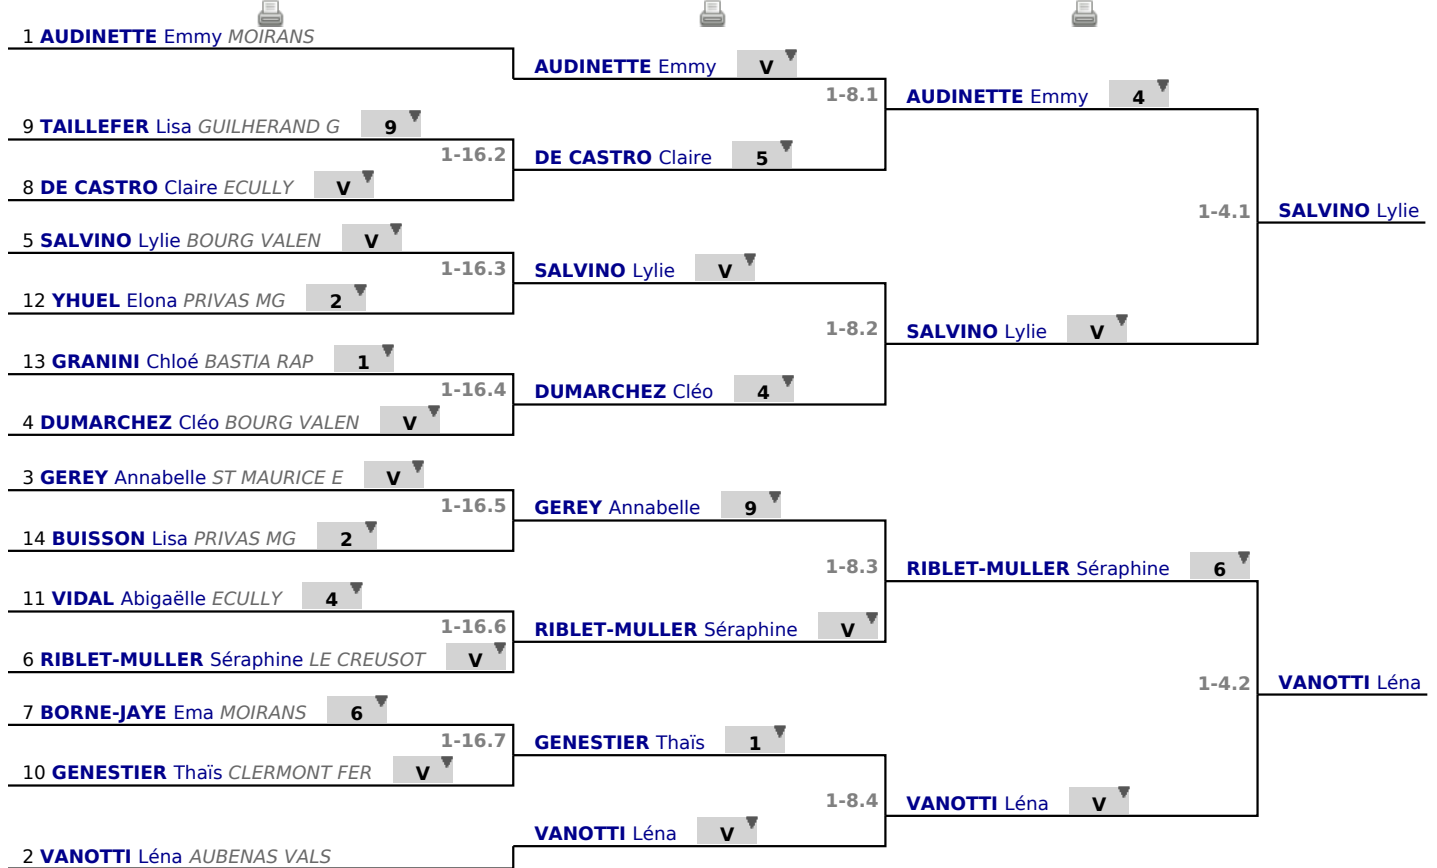 1 AUDINETTE Emmy MOIRANS
AUDINETTE Emmy V
1-8.1
AUDINETTE Emmy 4
9 TAILLEFER Lisa GUILHERAND G 9
1-16.2
DE CASTRO Claire 5
8 DE CASTRO Claire ECULLY V
1-4.1
SALVINO Lylie
5 SALVINO Lylie BOURG VALEN V
1-16.3
SALVINO Lylie V
12 YHUEL Elona PRIVAS MG 2
1-8.2
SALVINO Lylie V
13 GRANINI Chloé BASTIA RAP 1
1-16.4
DUMARCHEZ Cléo 4
4 DUMARCHEZ Cléo BOURG VALEN V
3 GEREY Annabelle ST MAURICE E V
1-16.5
GEREY Annabelle 9
14 BUISSON Lisa PRIVAS MG 2
1-8.3
RIBLET-MULLER Séraphine 6
11 VIDAL Abigaëlle ECULLY 4
1-16.6
RIBLET-MULLER Séraphine V
6 RIBLET-MULLER Séraphine LE CREUSOT V
1-4.2
VANOTTI Léna
7 BORNE-JAYE Ema MOIRANS 6
1-16.7
GENESTIER Thaïs 1
10 GENESTIER Thaïs CLERMONT FER V
1-8.4
VANOTTI Léna V
VANOTTI Léna V
2 VANOTTI Léna AUBENAS VALS